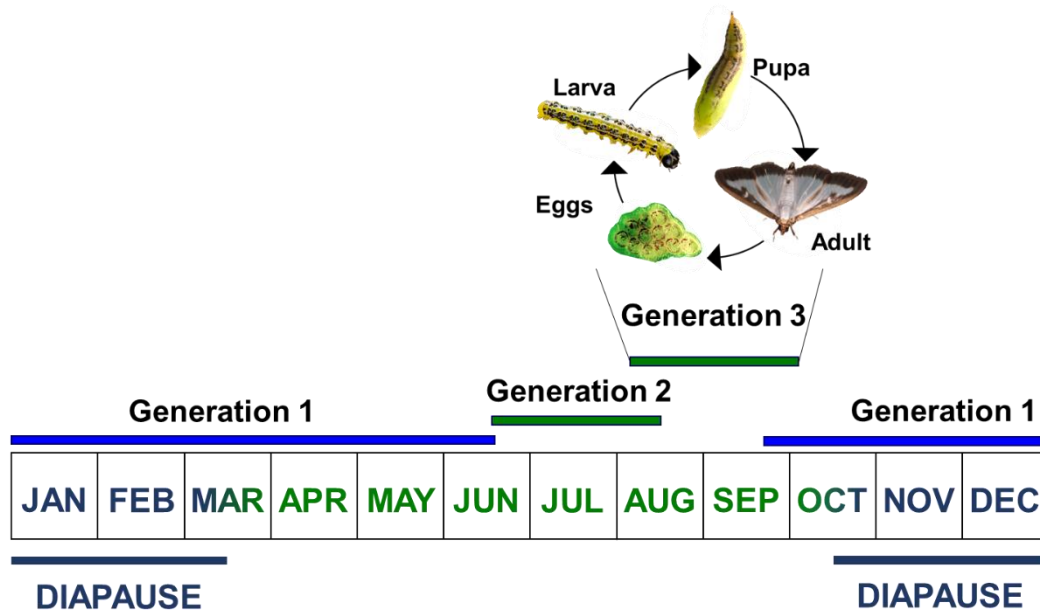 Pupa
Larva
Eggs
Adult
Generation 3
Generation 2
Generation 1
Generation 1
JAN FEB MAR APR MAY JUN JUL AUG SEP OCT NOV DEC
DIAPAUSE
DIAPAUSE